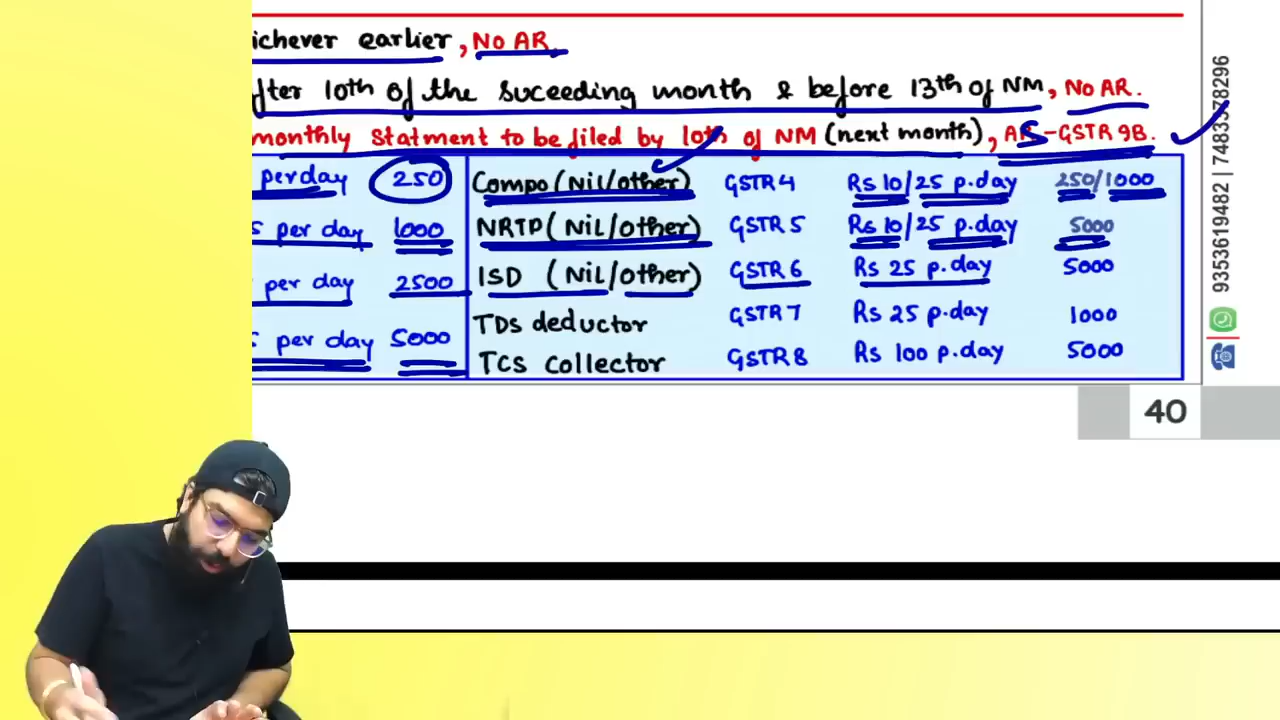 ichever earlier, No AR.
fter 10th of the suceeding month & before 13th of NM, No AR.
monthly statment to be filed by 10th of NM (next month), AS-GSTR 9B.
per day 250 Compo (Nil/other) GSTR 4 Rs 10/25 p.day 250/1000
s per day 1000 NRTP (Nil/other) GSTR 5 Rs 10/25 p.day 5000
per day 2500 ISD (Nil/other) GSTR 6 Rs 25 p.day 5000
s per day 5000 TDS deductor GSTR 7 Rs 25 p.day 1000
TCS collector GSTR 8 Rs 100 p.day 5000
40
9353619482 | 7483378296